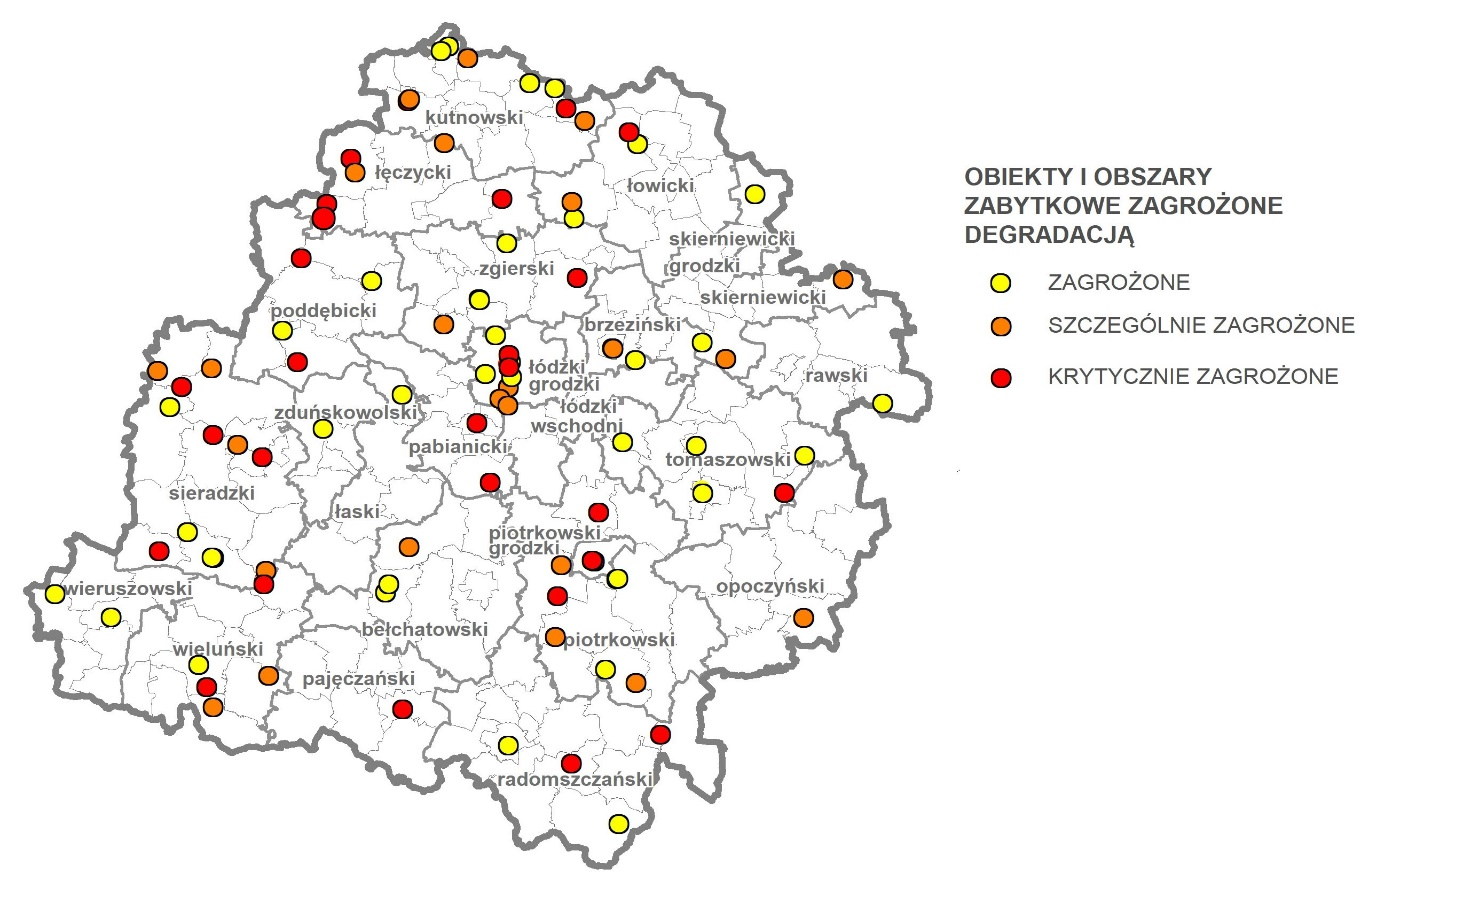 kutnowski
łęczycki
łowicki
skierniewicki
grodzki
zgierski
skierniewicki
poddębicki
brzeziński
łódzki
grodzki
rawski
zduńskowolski
łódzki
wschodni
pabianicki
tomaszowski
sieradzki
łaski
piotrkowski
grodzki
wieruszowski
opoczyński
bełchatowski
piotrkowski
wieluński
pajęczański
radomszczański
OBIEKTY I OBSZARY
ZABYTKOWE ZAGROŻONE
DEGRADACJĄ
ZAGROŻONE
SZCZEGÓLNIE ZAGROŻONE
KRYTYCZNIE ZAGROŻONE